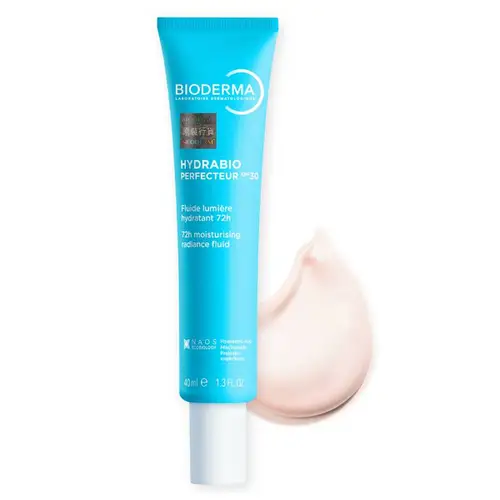 BIODERMA
LABORATOIRE DERMATOLOGIQUE
HYDRABIO
PERFECTEUR SPF30
Fluide lumière
hydratant 72h
72h moisturising
radiance fluid
NAOS
40ml e 1.3 FL.OZ